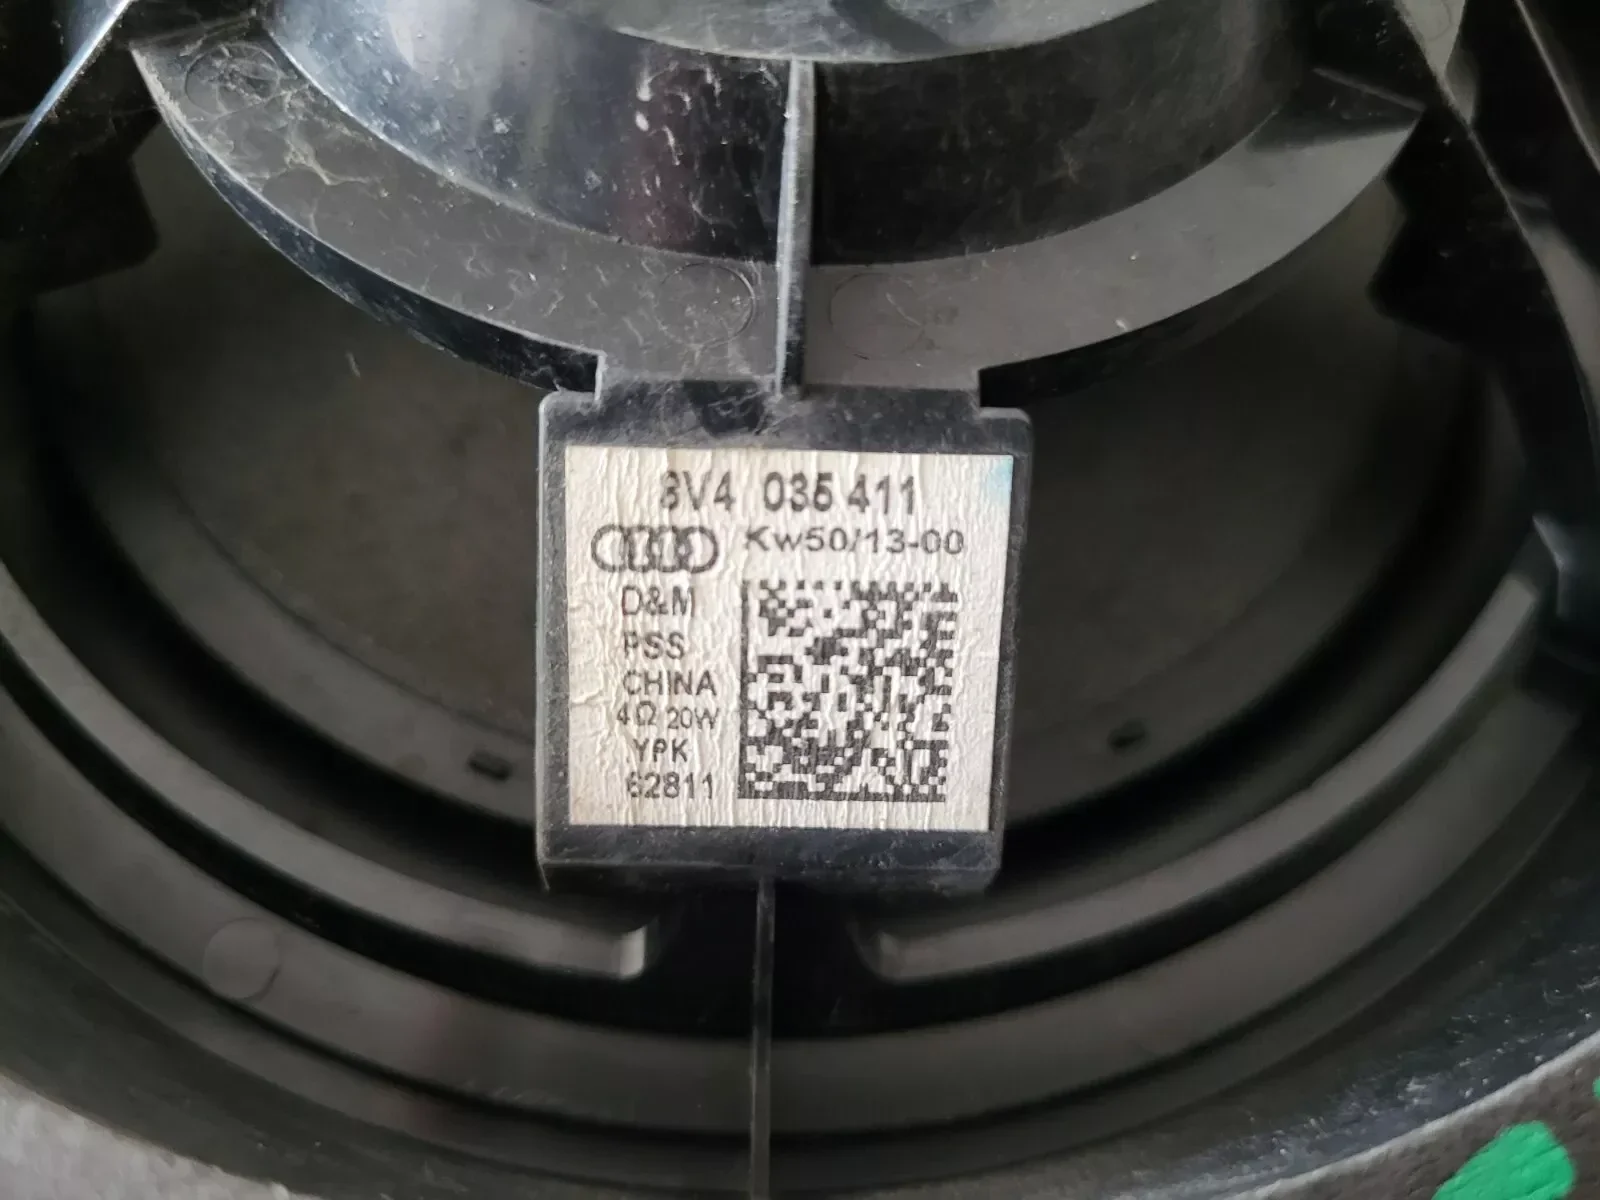 8V4 035 411
Kw50/13-00
D&M
PSS
CHINA
4Ω 20W
YPK
62811